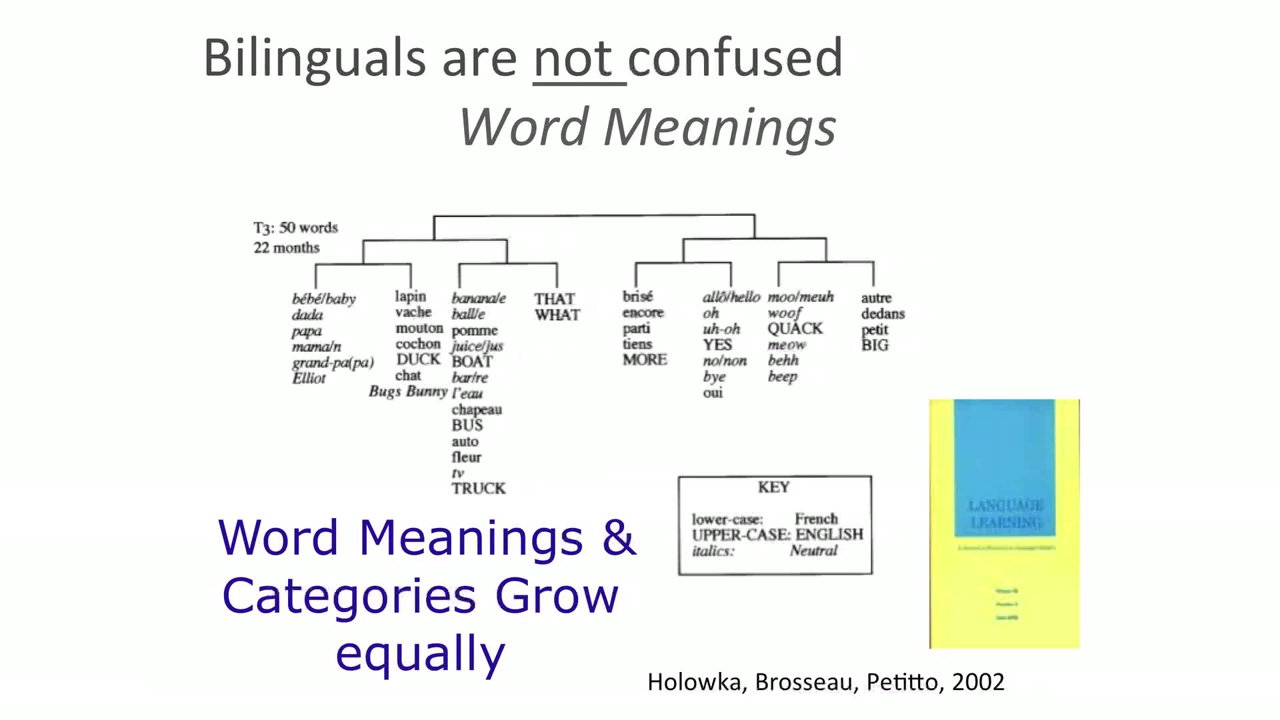 Bilinguals are not confused
Word Meanings
T3: 50 words
22 months
bébé/baby
dada
papa
mama/n
grand-pa(pa)
Elliot
lapin
vache
mouton
cochon
DUCK
chat
Bugs Bunny
banana/e
ball/e
pomme
juice/jus
BOAT
bar/re
l'eau
chapeau
BUS
auto
fleur
tv
TRUCK
THAT
WHAT
brisé
encore
parti
tiens
MORE
allô/hello
oh
uh-oh
YES
no/non
bye
oui
moo/meuh
woof
QUACK
meow
behh
beep
autre
dedans
petit
BIG
KEY
lower-case: French
UPPER-CASE: ENGLISH
italics: Neutral
Word Meanings &
Categories Grow
equally
LANGUAGE
LEARNING
Holowka, Brosseau, Petitto, 2002